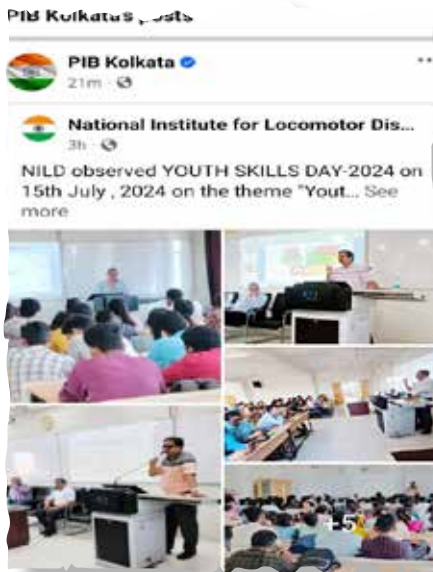 PIB Kolkata's posts
PIB Kolkata
21m
National Institute for Locomotor Dis...
3h
NILD observed YOUTH SKILLS DAY-2024 on
15th July , 2024 on the theme "Yout... See
more
+5